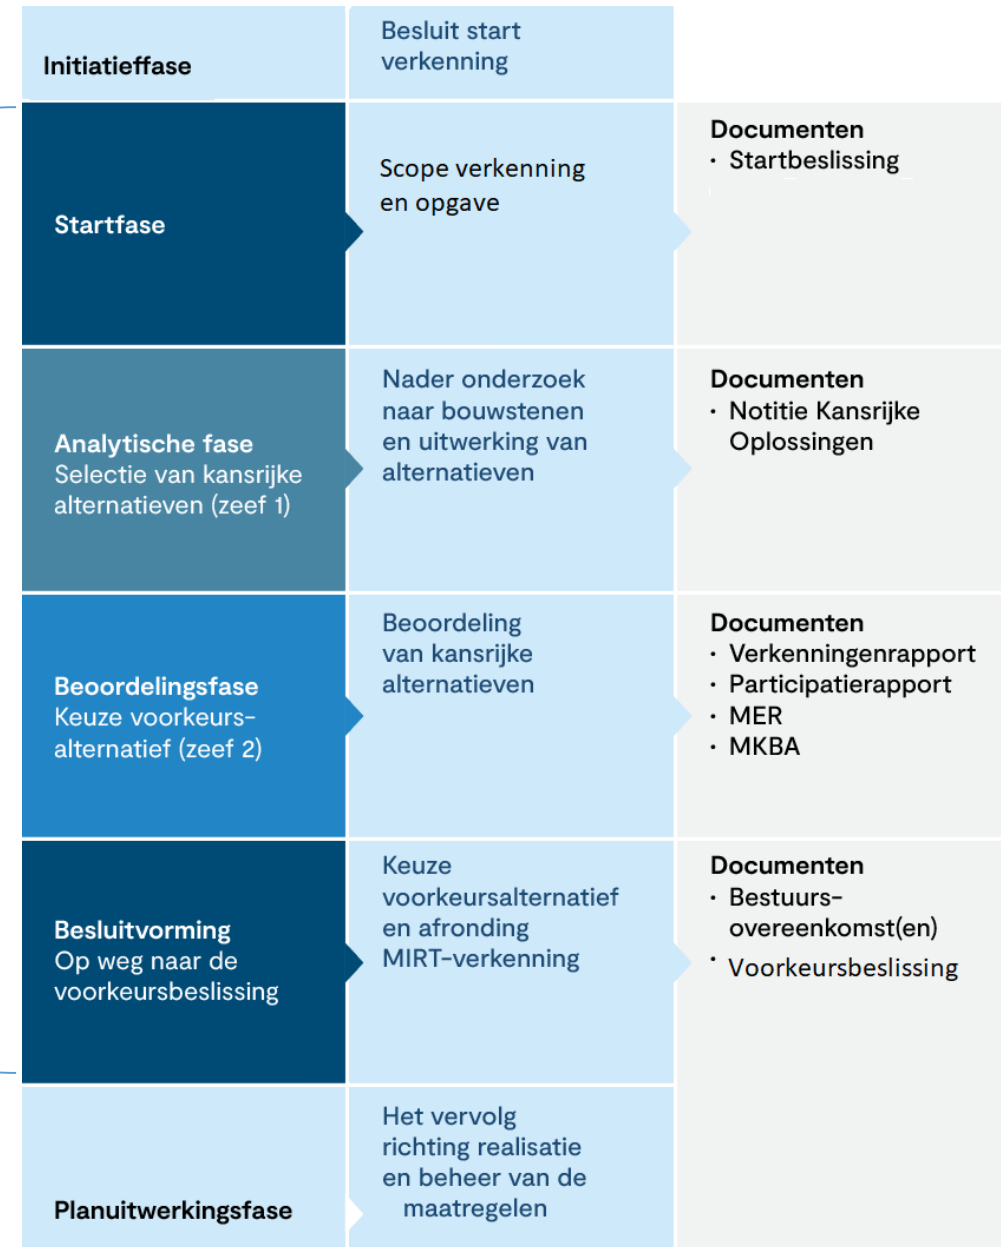 Initiatieffase
Besluit start
verkenning
Startfase
Scope verkenning
en opgave
Documenten
· Startbeslissing
Analytische fase
Selectie van kansrijke
alternatieven (zeef 1)
Nader onderzoek
naar bouwstenen
en uitwerking van
alternatieven
Documenten
· Notitie Kansrijke
Oplossingen
Beoordelingsfase
Keuze voorkeurs-
alternatief (zeef 2)
Beoordeling
van kansrijke
alternatieven
Documenten
· Verkenningenrapport
· Participatierapport
· MER
· MKBA
Besluitvorming
Op weg naar de
voorkeursbeslissing
Keuze
voorkeursalternatief
en afronding
MIRT-verkenning
Documenten
· Bestuurs-
overeenkomst(en)
· Voorkeursbeslissing
Planuitwerkingsfase
Het vervolg
richting realisatie
en beheer van de
maatregelen